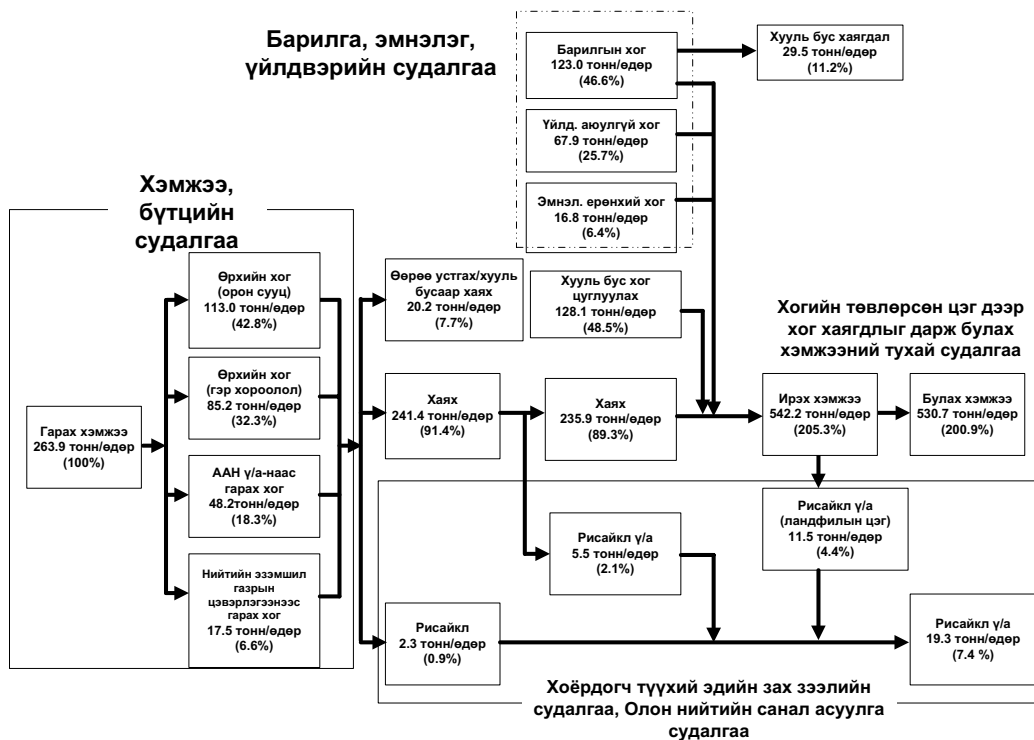 Барилга, эмнэлэг,
үйлдвэрийн судалгаа
Барилгын хог
123.0 тонн/өдөр
(46.6%)
Хууль бус хаягдал
29.5 тонн/өдөр
(11.2%)
Үйлд. аюулгүй хог
67.9 тонн/өдөр
(25.7%)
Эмнэл. ерөнхий хог
16.8 тонн/өдөр
(6.4%)
Хэмжээ,
бүтцийн
судалгаа
Гарах хэмжээ
263.9 тонн/өдөр
(100%)
Өрхийн хог
(орон сууц)
113.0 тонн/өдөр
(42.8%)
Өрхийн хог
(гэр хороолол)
85.2 тонн/өдөр
(32.3%)
ААН ү/а-наас
гарах хог
48.2тонн/өдөр
(18.3%)
Нийтийн эзэмшил
газрын
цэвэрлэгээнээс
гарах хог
17.5 тонн/өдөр
(6.6%)
Өөрөө устгах/хууль
бусаар хаях
20.2 тонн/өдөр
(7.7%)
Хууль бус хог
цуглуулах
128.1 тонн/өдөр
(48.5%)
Хогийн төвлөрсөн цэг дээр
хог хаягдлыг дарж булах
хэмжээний тухай судалгаа
Хаях
241.4 тонн/өдөр
(91.4%)
Хаях
235.9 тонн/өдөр
(89.3%)
Ирэх хэмжээ
542.2 тонн/өдөр
(205.3%)
Булах хэмжээ
530.7 тонн/өдөр
(200.9%)
Рисайкл ү/а
5.5 тонн/өдөр
(2.1%)
Рисайкл ү/а
(ландфилын цэг)
11.5 тонн/өдөр
(4.4%)
Рисайкл
2.3 тонн/өдөр
(0.9%)
Рисайкл ү/а
19.3 тонн/өдөр
(7.4 %)
Хоёрдогч түүхий эдийн зах зээлийн
судалгаа, Олон нийтийн санал асуулга
судалгаа